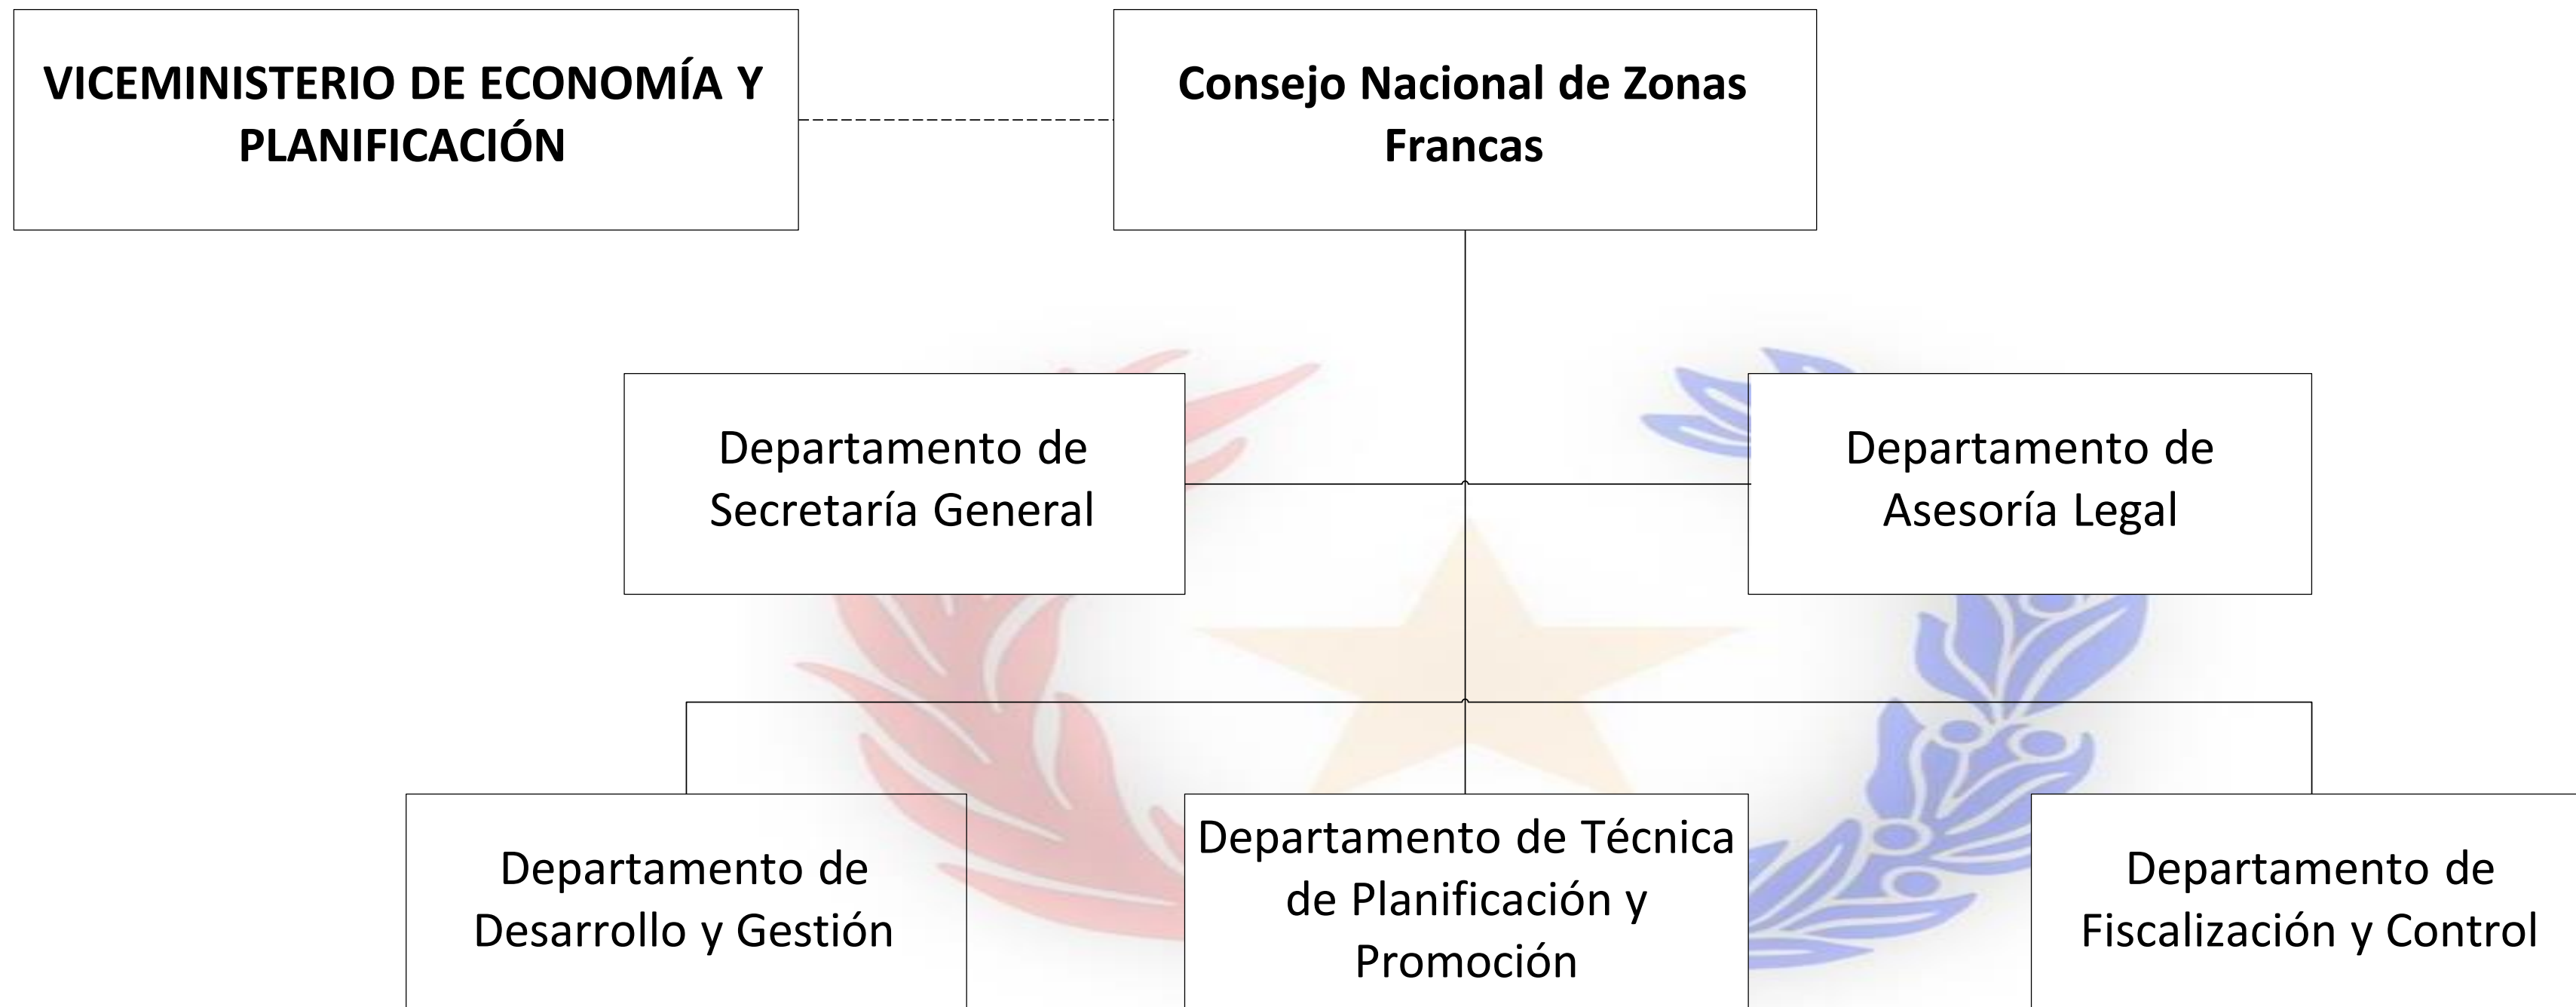 VICEMINISTERIO DE ECONOMÍA Y
PLANIFICACIÓN
Consejo Nacional de Zonas
Francas
Departamento de
Secretaría General
Departamento de
Asesoría Legal
Departamento de
Desarrollo y Gestión
Departamento de Técnica
de Planificación y
Promoción
Departamento de
Fiscalización y Control